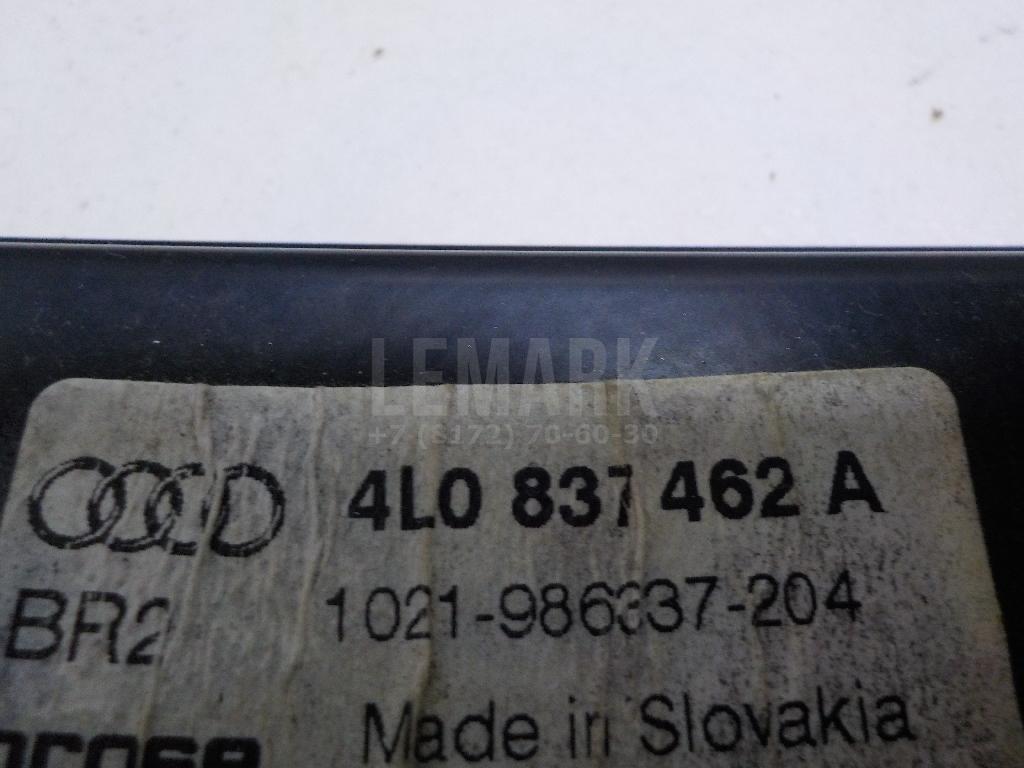 LEMARK
+7 (8172) 70-60-30
4L0 837 462 A
BR2 1021-986337-204
Made in Slovakia